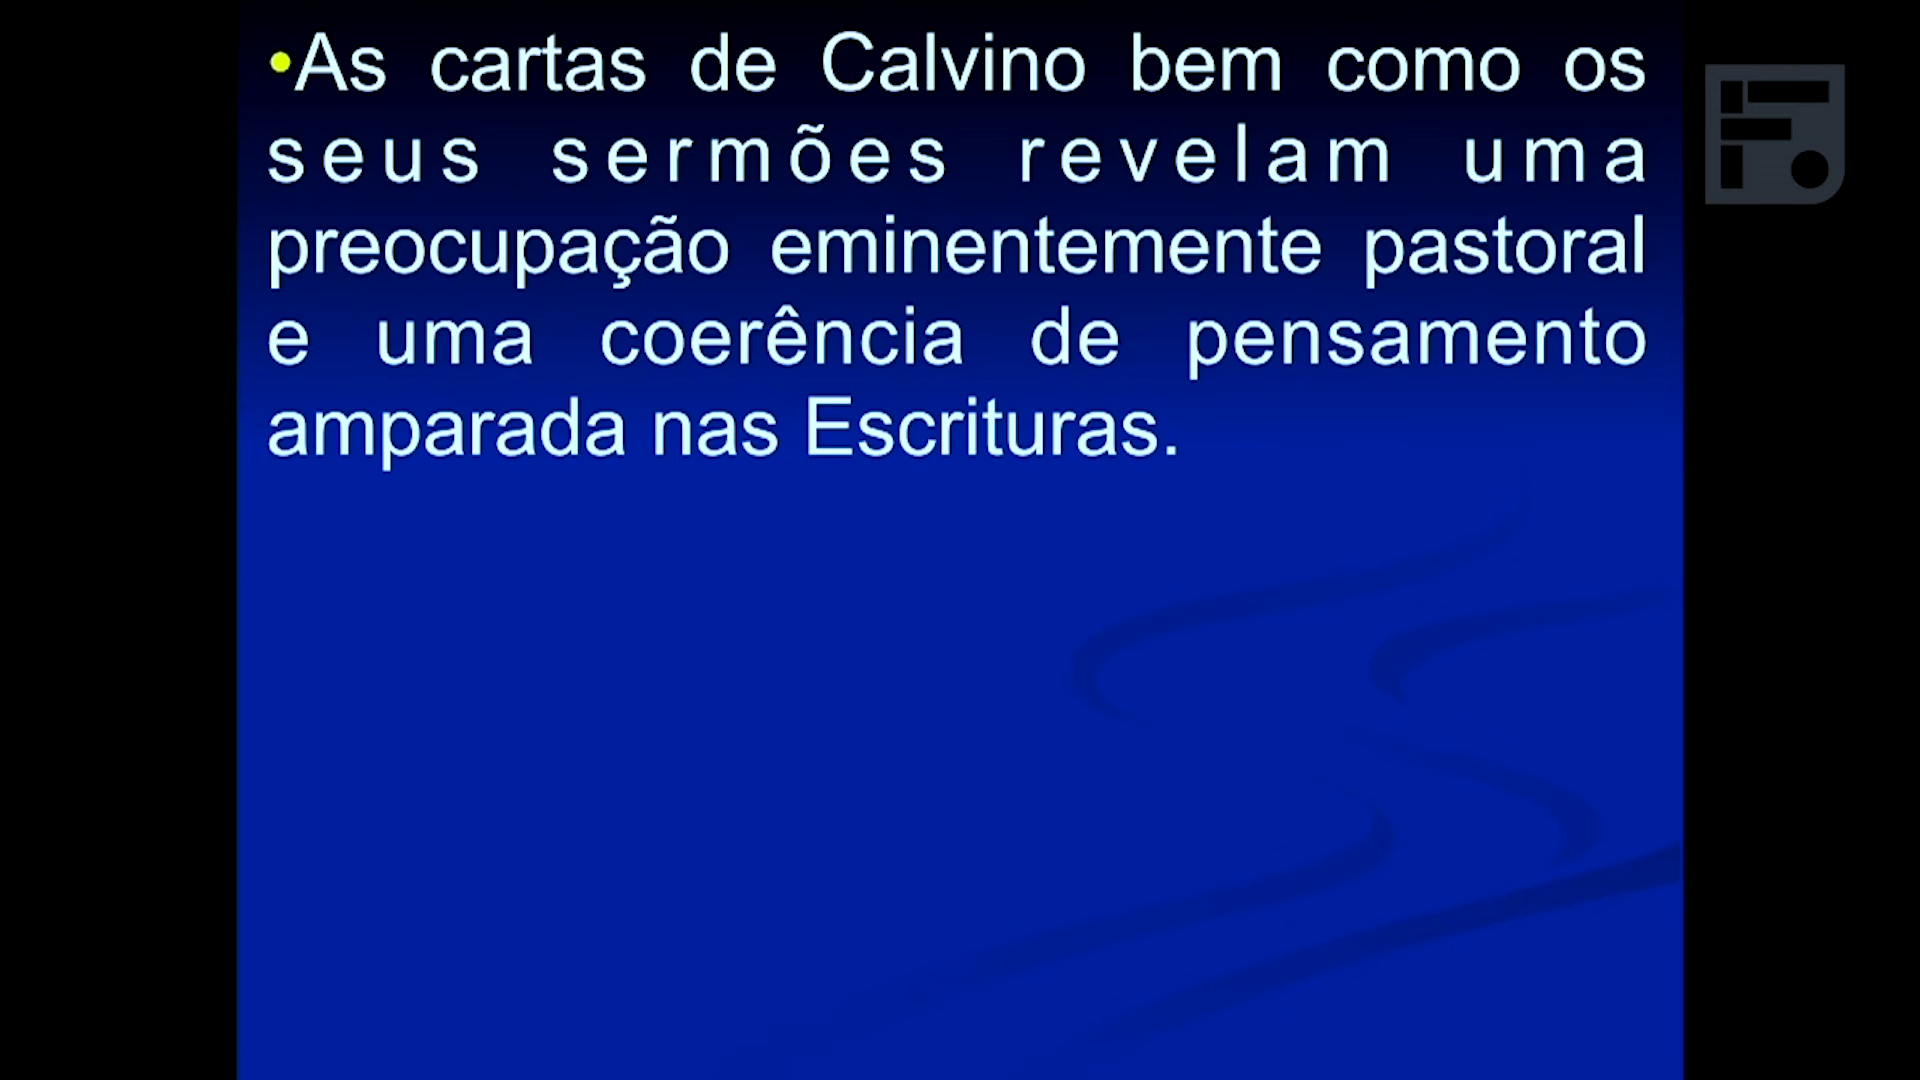 •As cartas de Calvino bem como os
seus sermões revelam uma
preocupação eminentemente pastoral
e uma coerência de pensamento
amparada nas Escrituras.